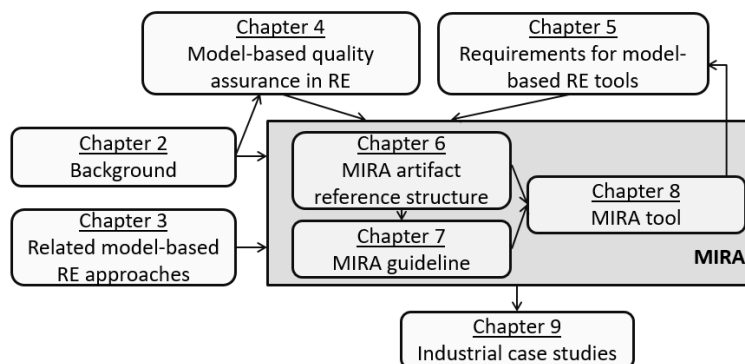 Chapter 4
Model-based quality
assurance in RE
Chapter 5
Requirements for model-
based RE tools
Chapter 2
Background
Chapter 3
Related model-based
RE approaches
Chapter 6
MIRA artifact
reference structure
Chapter 7
MIRA guideline
Chapter 8
MIRA tool
MIRA
Chapter 9
Industrial case studies